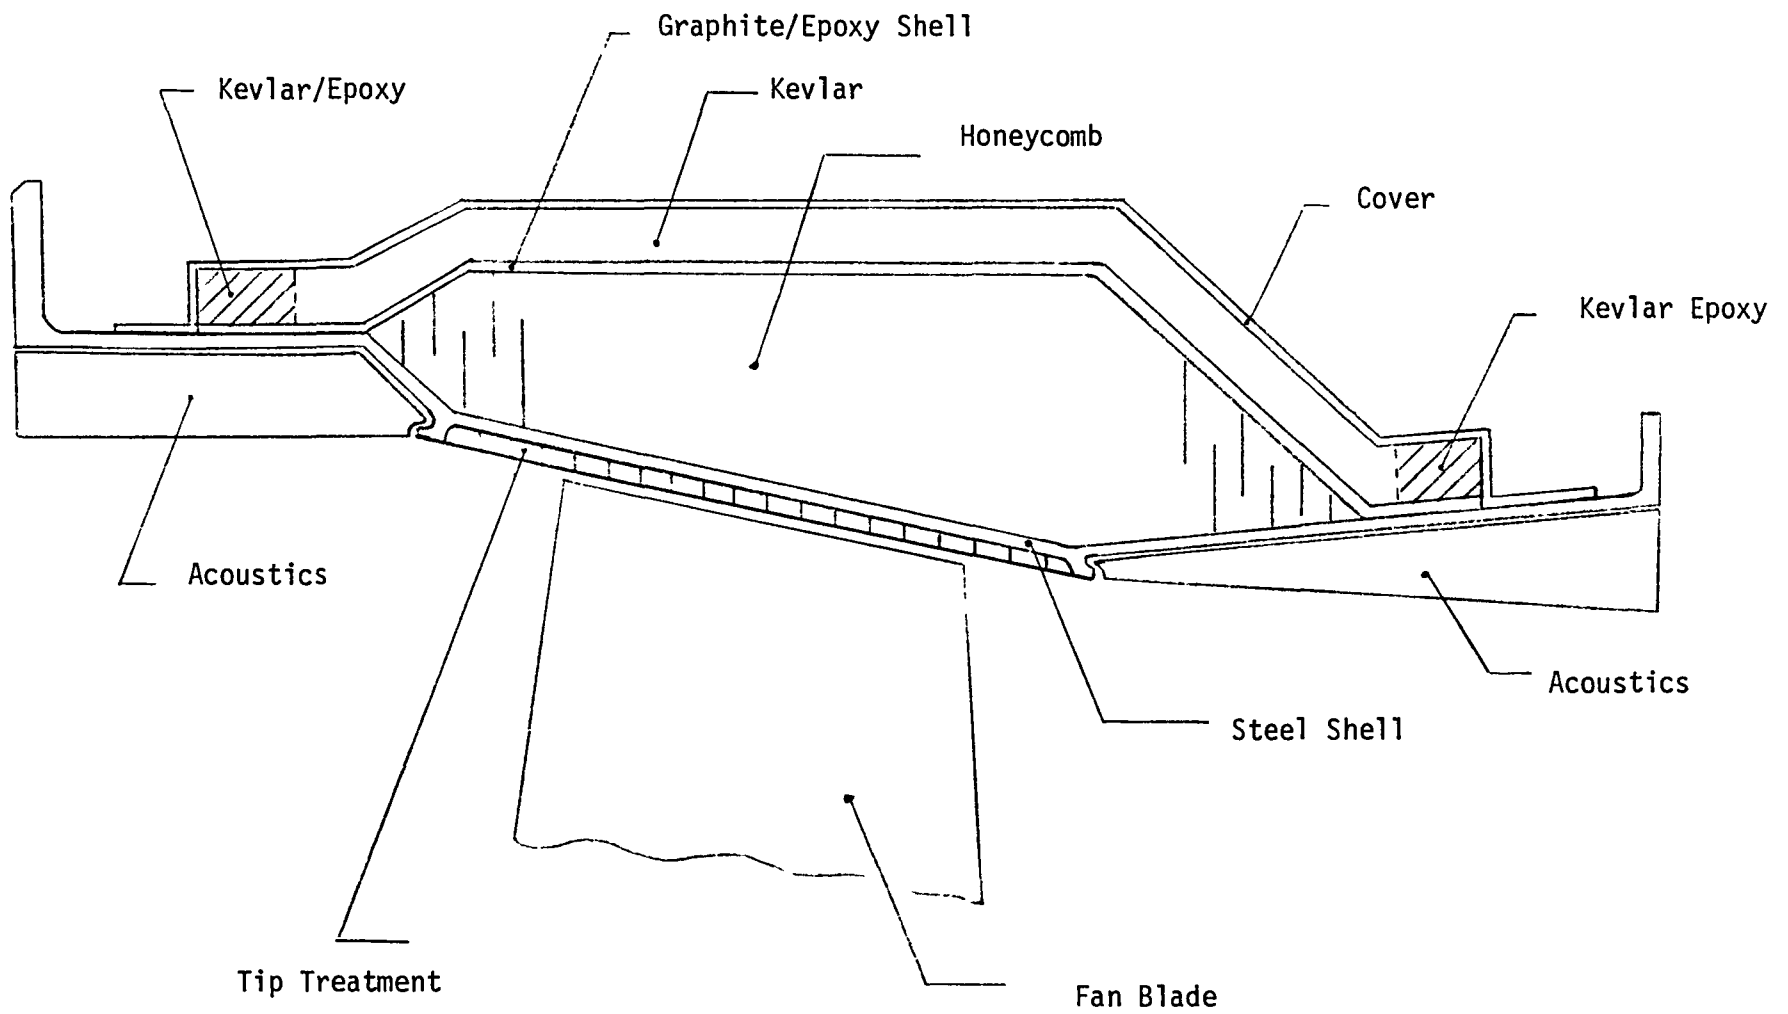 Graphite/Epoxy Shell
Kevlar/Epoxy
Kevlar
Honeycomb
Cover
Kevlar Epoxy
Acoustics
Acoustics
Steel Shell
Tip Treatment
Fan Blade